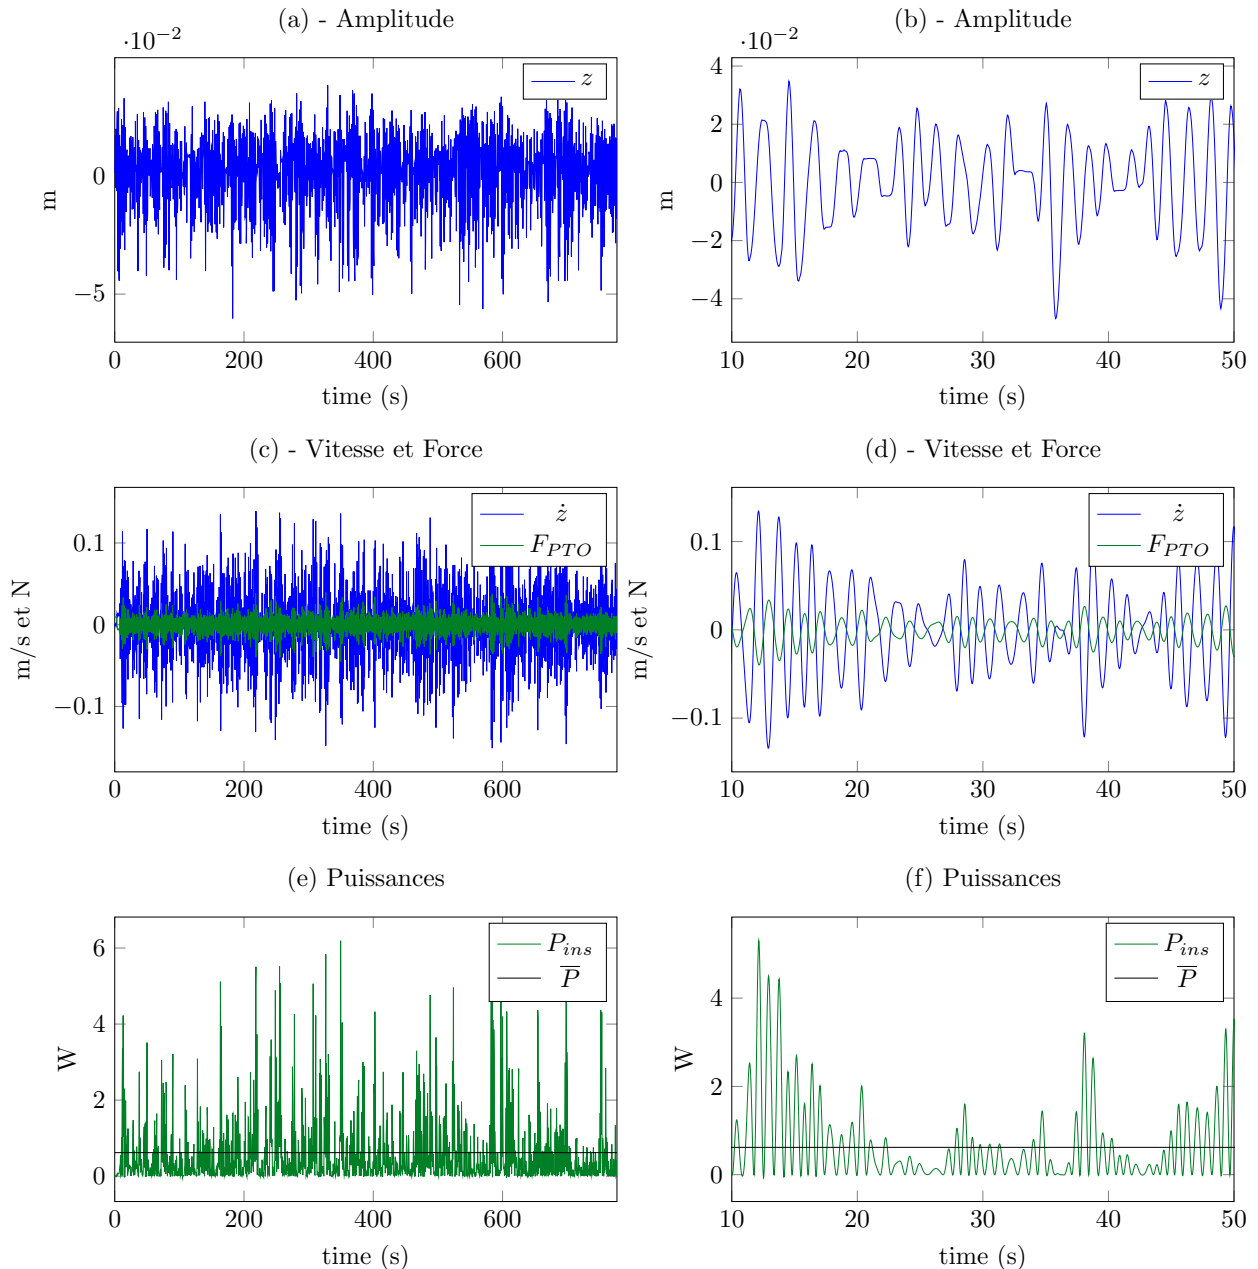 (a) - Amplitude
·10−2
z
0
−5
m
0 200 400 600
time (s)
(b) - Amplitude
·10−2
z
4
2
0
−2
−4
m
10 20 30 40 50
time (s)
(c) - Vitesse et Force
ż
F_PTO
0.1
0
−0.1
m/s et N
0 200 400 600
time (s)
(d) - Vitesse et Force
ż
F_PTO
0.1
0
−0.1
m/s et N
10 20 30 40 50
time (s)
(e) Puissances
P_ins
P̅
6
4
2
0
W
0 200 400 600
time (s)
(f) Puissances
P_ins
P̅
4
2
0
W
10 20 30 40 50
time (s)